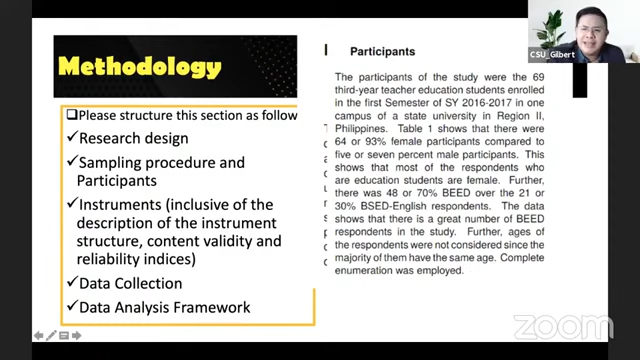 Methodology
❑Please structure this section as follow
✓Research design
✓Sampling procedure and
Participants
✓Instruments (inclusive of the
description of the instrument
structure, content validity and
reliability indices)
✓Data Collection
✓Data Analysis Framework
Participants
The participants of the study were the 69
third-year teacher education students enrolled
in the first Semester of SY 2016-2017 in one
campus of a state university in Region II,
Philippines. Table 1 shows that there were
64 or 93% female participants compared to
five or seven percent male participants. This
shows that most of the respondents who
are education students are female. Further,
there was 48 or 70% BEED over the 21 or
30% BSED-English respondents. The data
shows that there is a great number of BEED
respondents in the study. Further, ages of
the respondents were not considered since the
majority of them have the same age. Complete
enumeration was employed.
CSU_Gilbert
zoom